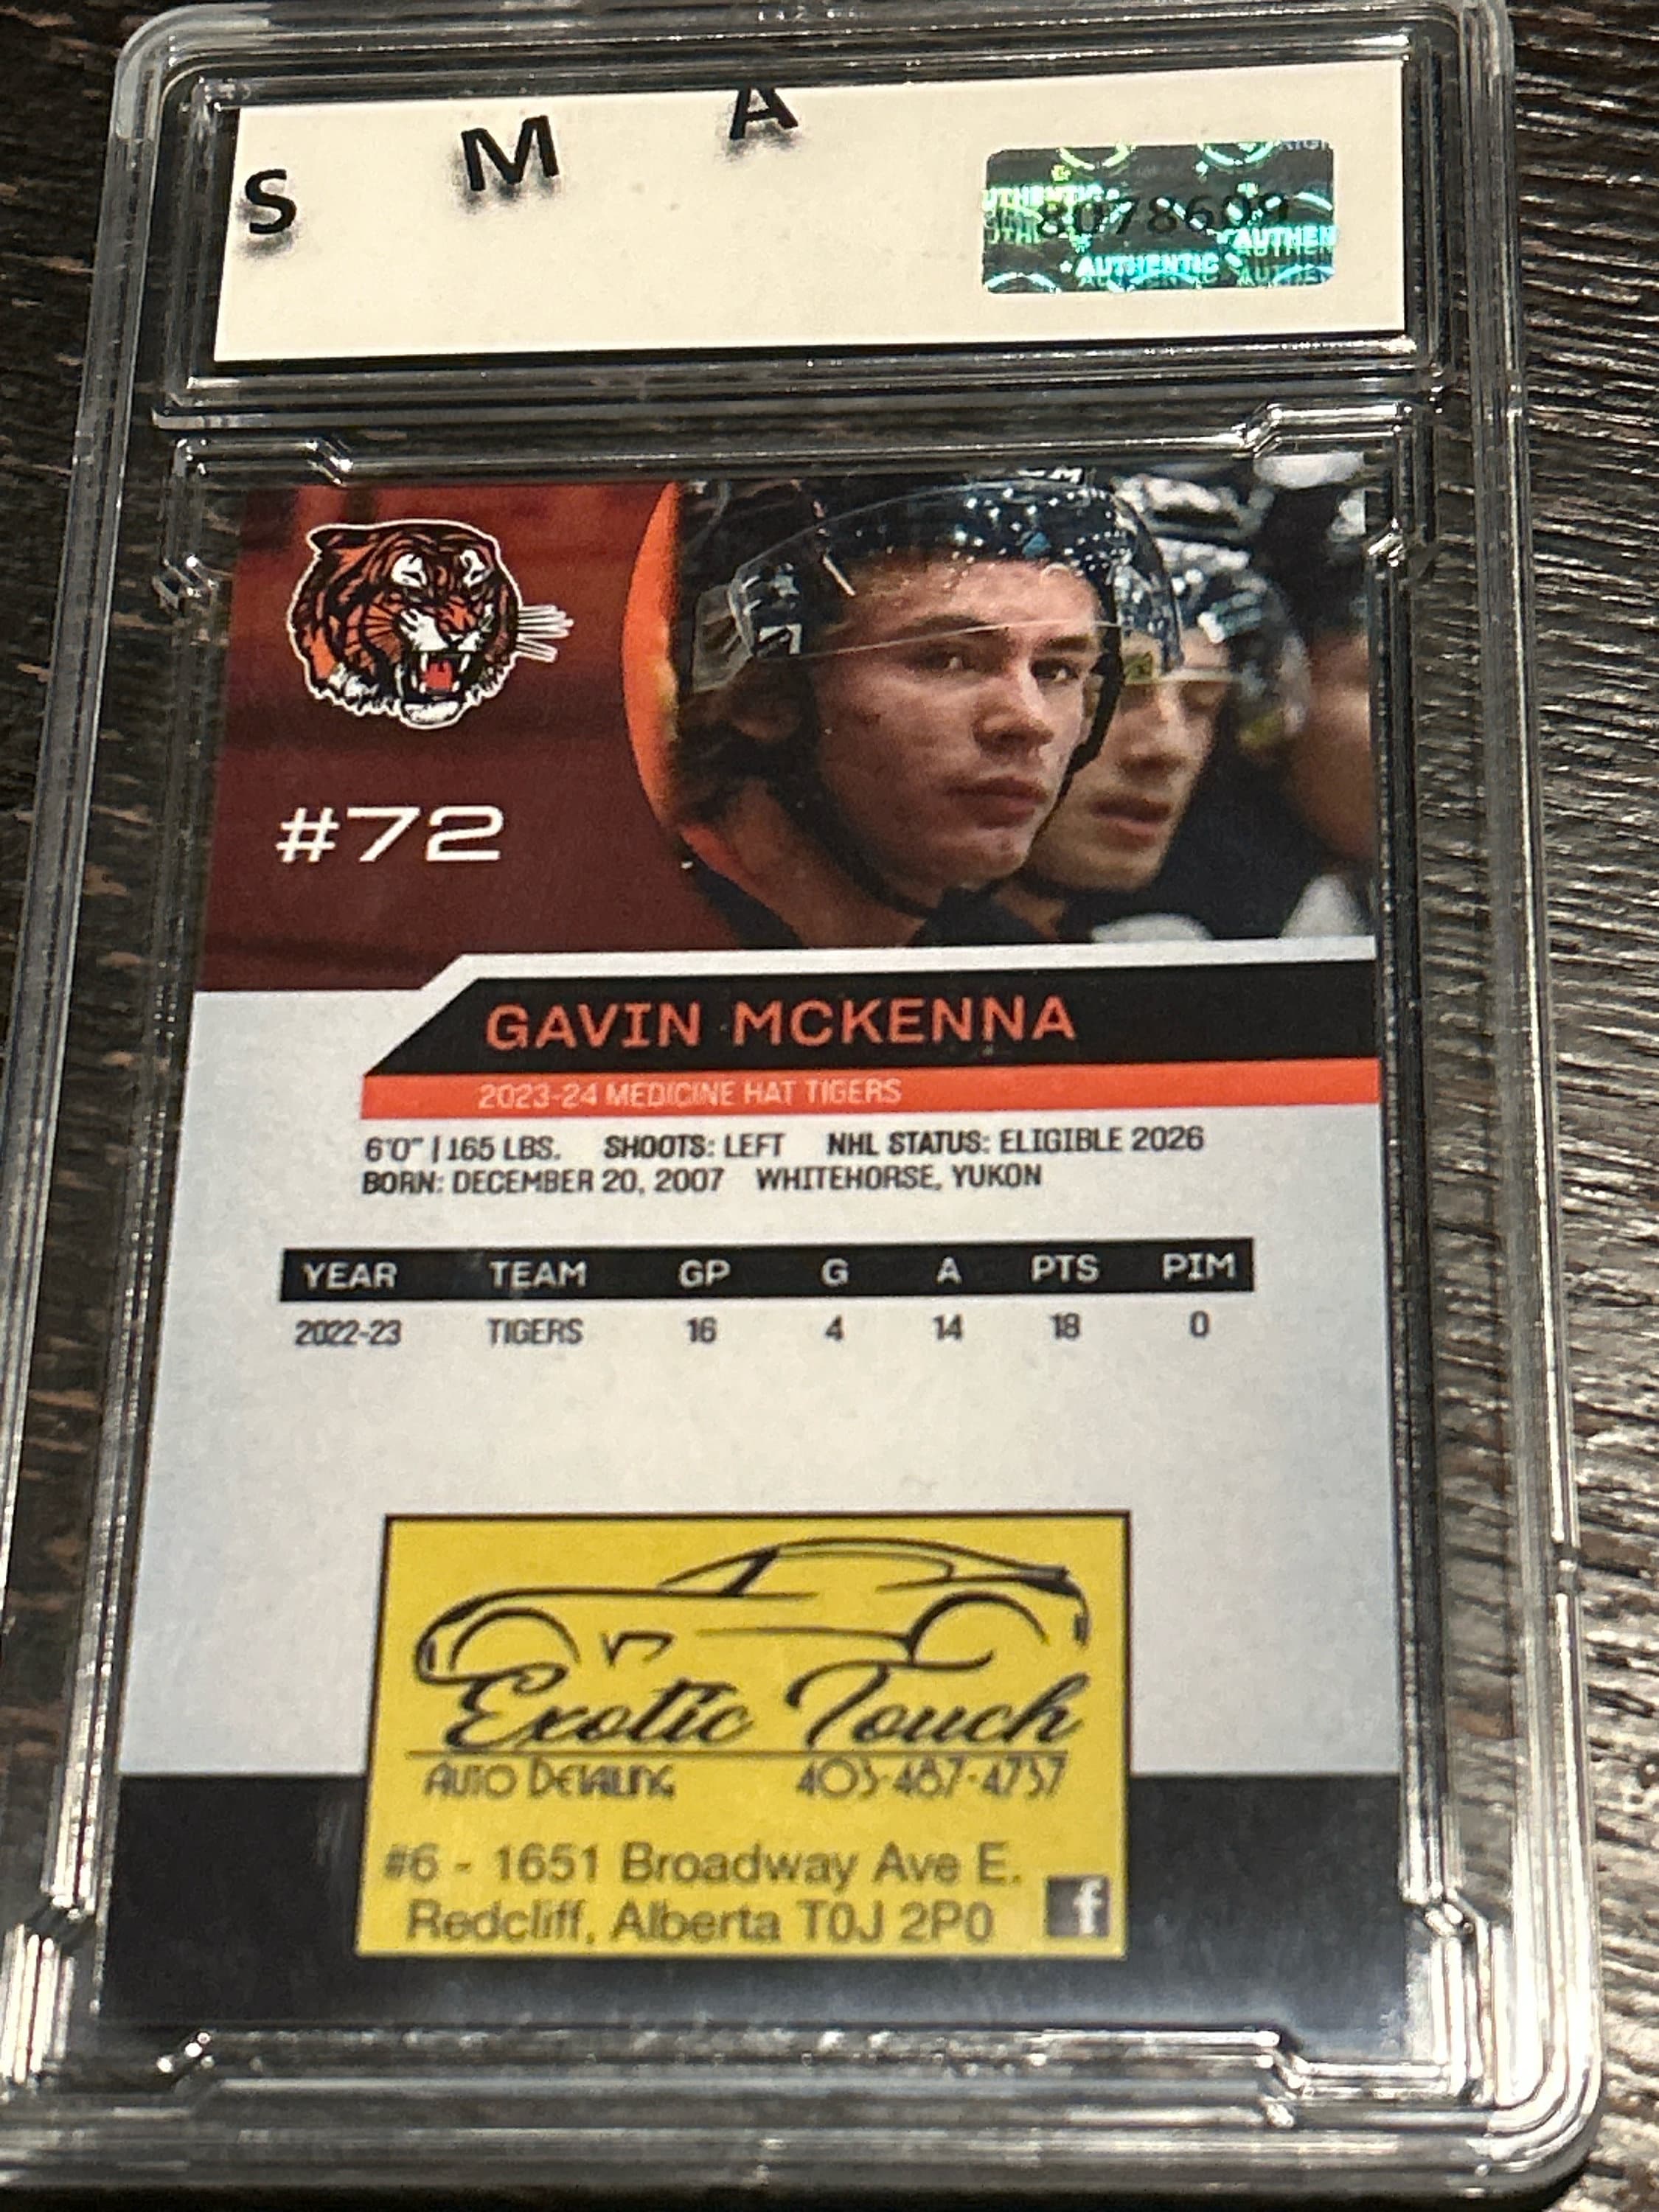 S M A
8078609
AUTHENTIC
#72
GAVIN MCKENNA
2023-24 MEDICINE HAT TIGERS
6'0" | 165 LBS. SHOOTS: LEFT NHL STATUS: ELIGIBLE 2026
BORN: DECEMBER 20, 2007 WHITEHORSE, YUKON
YEAR TEAM GP G A PTS PIM
2022-23 TIGERS 16 4 14 18 0
Exotic Touch
AUTO DETAILING 403-487-4737
#6 - 1651 Broadway Ave E.
Redcliff, Alberta T0J 2P0 f